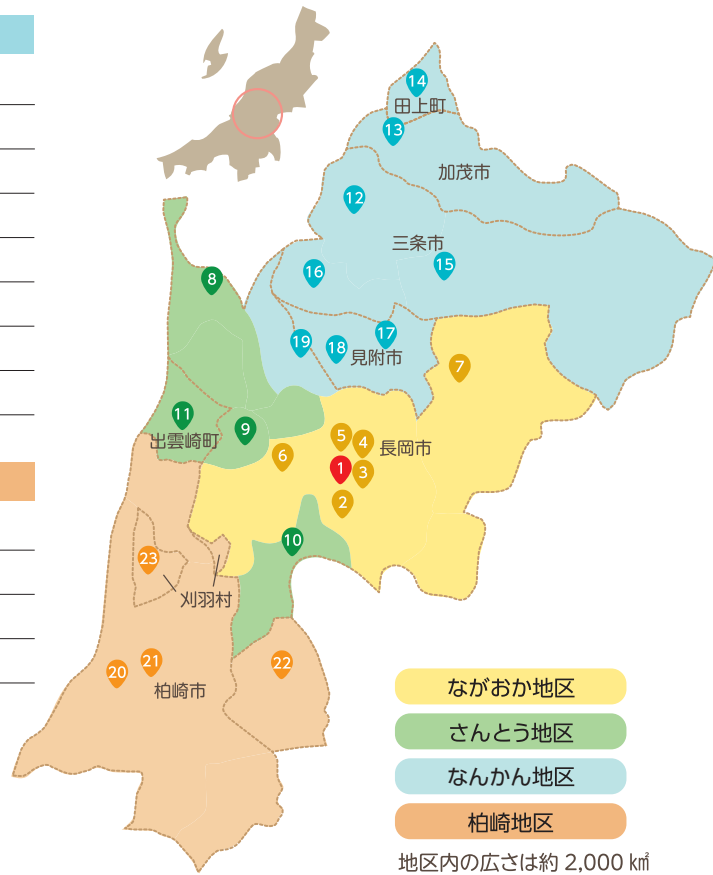 14
田上町
13
加茂市
12
三条市
15
16
8
17
19
18
見附市
7
11
出雲崎町
9
5
4
長岡市
6
1
3
2
10
23
刈羽村
20
21
22
柏崎市
ながおか地区
さんとう地区
なんかん地区
柏崎地区
地区内の広さは約 2,000 ㎢